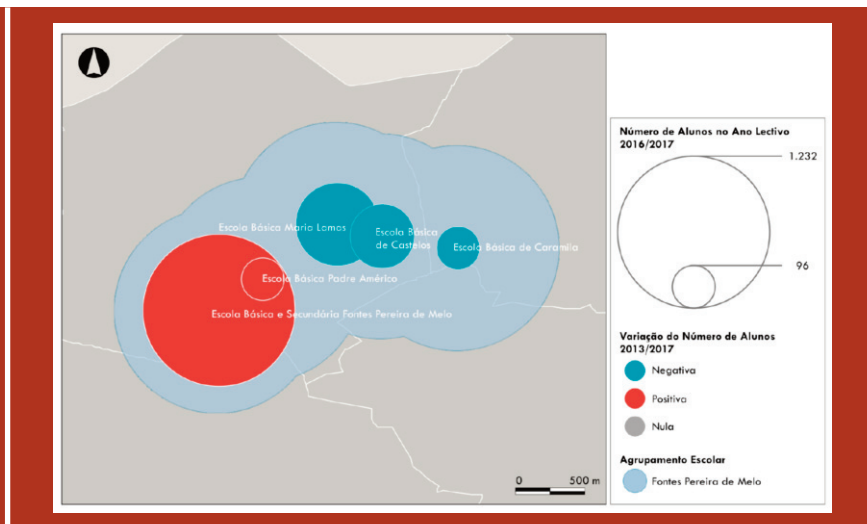 Escola Básica Maria Lamas
Escola Básica
de Castelos
Escola Básica de Caramila
Escola Básica Padre Américo
Escola Básica e Secundária Fontes Pereira de Melo
0 500 m
Número de Alunos no Ano Lectivo
2016/2017
1.232
96
Variação do Número de Alunos
2013/2017
Negativa
Positiva
Nula
Agrupamento Escolar
Fontes Pereira de Melo